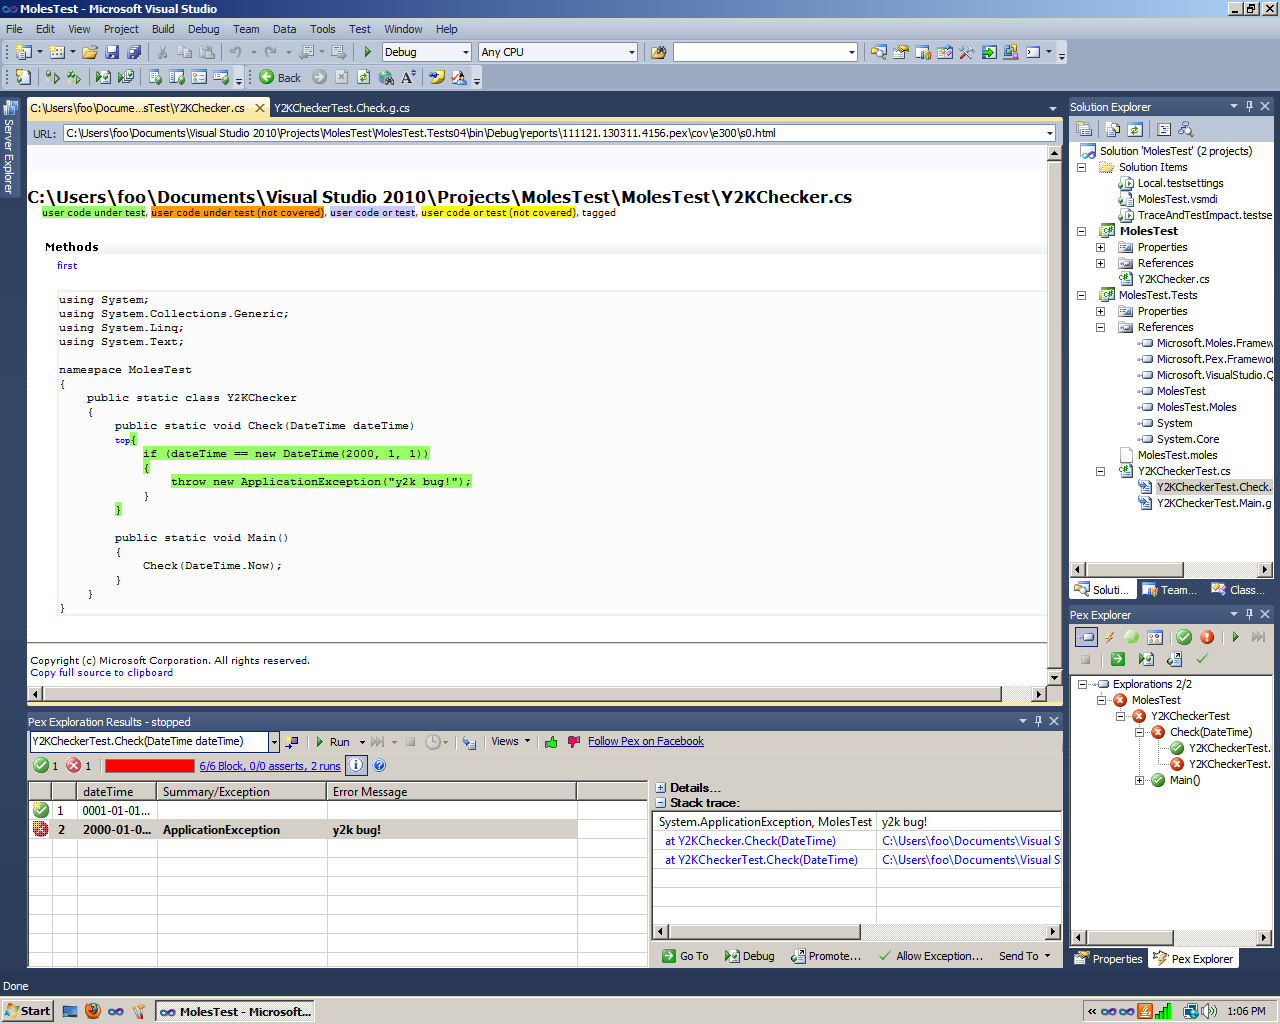 MolesTest - Microsoft Visual Studio
File Edit View Project Build Debug Team Data Tools Test Window Help
Debug Any CPU
Back
Server Explorer
C:\Users\foo\Docume...sTest\Y2KChecker.cs Y2KCheckerTest.Check.g.cs
URL: C:\Users\foo\Documents\Visual Studio 2010\Projects\MolesTest\MolesTest.Tests04\bin\Debug\reports\111121.130311.4156.pex\cov\e300\s0.html
C:\Users\foo\Documents\Visual Studio 2010\Projects\MolesTest\MolesTest\Y2KChecker.cs
user code under test, user code under test (not covered), user code or test, user code or test (not covered), tagged
Methods
first
using System;
using System.Collections.Generic;
using System.Linq;
using System.Text;
namespace MolesTest
{
public static class Y2KChecker
{
public static void Check(DateTime dateTime)
top{
if (dateTime == new DateTime(2000, 1, 1))
{
throw new ApplicationException("y2k bug!");
}
}
public static void Main()
{
Check(DateTime.Now);
}
}
}
Copyright (c) Microsoft Corporation. All rights reserved.
Copy full source to clipboard
Solution Explorer
Solution 'MolesTest' (2 projects)
Solution Items
Local.testsettings
MolesTest.vsmdi
TraceAndTestImpact.testse
MolesTest
Properties
References
Y2KChecker.cs
MolesTest.Tests
Properties
References
Microsoft.Moles.Framew
Microsoft.Pex.Framewor
Microsoft.VisualStudio.Q
MolesTest
MolesTest.Moles
System
System.Core
MolesTest.moles
Y2KCheckerTest.cs
Y2KCheckerTest.Check.
Y2KCheckerTest.Main.g
Soluti... Team... Class...
Pex Explorer
Explorations 2/2
MolesTest
Y2KCheckerTest
Check(DateTime)
Y2KCheckerTest.
Y2KCheckerTest.
Main()
Properties Pex Explorer
Pex Exploration Results - stopped
Y2KCheckerTest.Check(DateTime dateTime) Run Views Follow Pex on Facebook
1 1 6/6 Block, 0/0 asserts, 2 runs
dateTime Summary/Exception Error Message
1 0001-01-01...
2 2000-01-0... ApplicationException y2k bug!
Details...
Stack trace:
System.ApplicationException, MolesTest y2k bug!
at Y2KChecker.Check(DateTime) C:\Users\foo\Documents\Visual S
at Y2KCheckerTest.Check(DateTime) C:\Users\foo\Documents\Visual S
Go To Debug Promote... Allow Exception... Send To
Done
Start MolesTest - Microsoft... « 1:06 PM